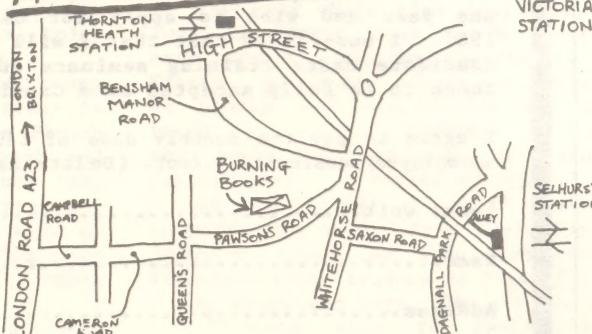 VICTORIA
STATION
THORNTON
HEATH
STATION
HIGH STREET
LONDON
BRIXTON
BENSHAM
MANOR
ROAD
LONDON ROAD A23
BURNING
BOOKS
WHITEHORSE ROAD
ROAD
ALLEY
SELHURST
STATION
CAMPBELL
ROAD
QUEENS ROAD
PAWSONS ROAD
SAXON ROAD
DAGNALL PARK
CAMERON
ROAD